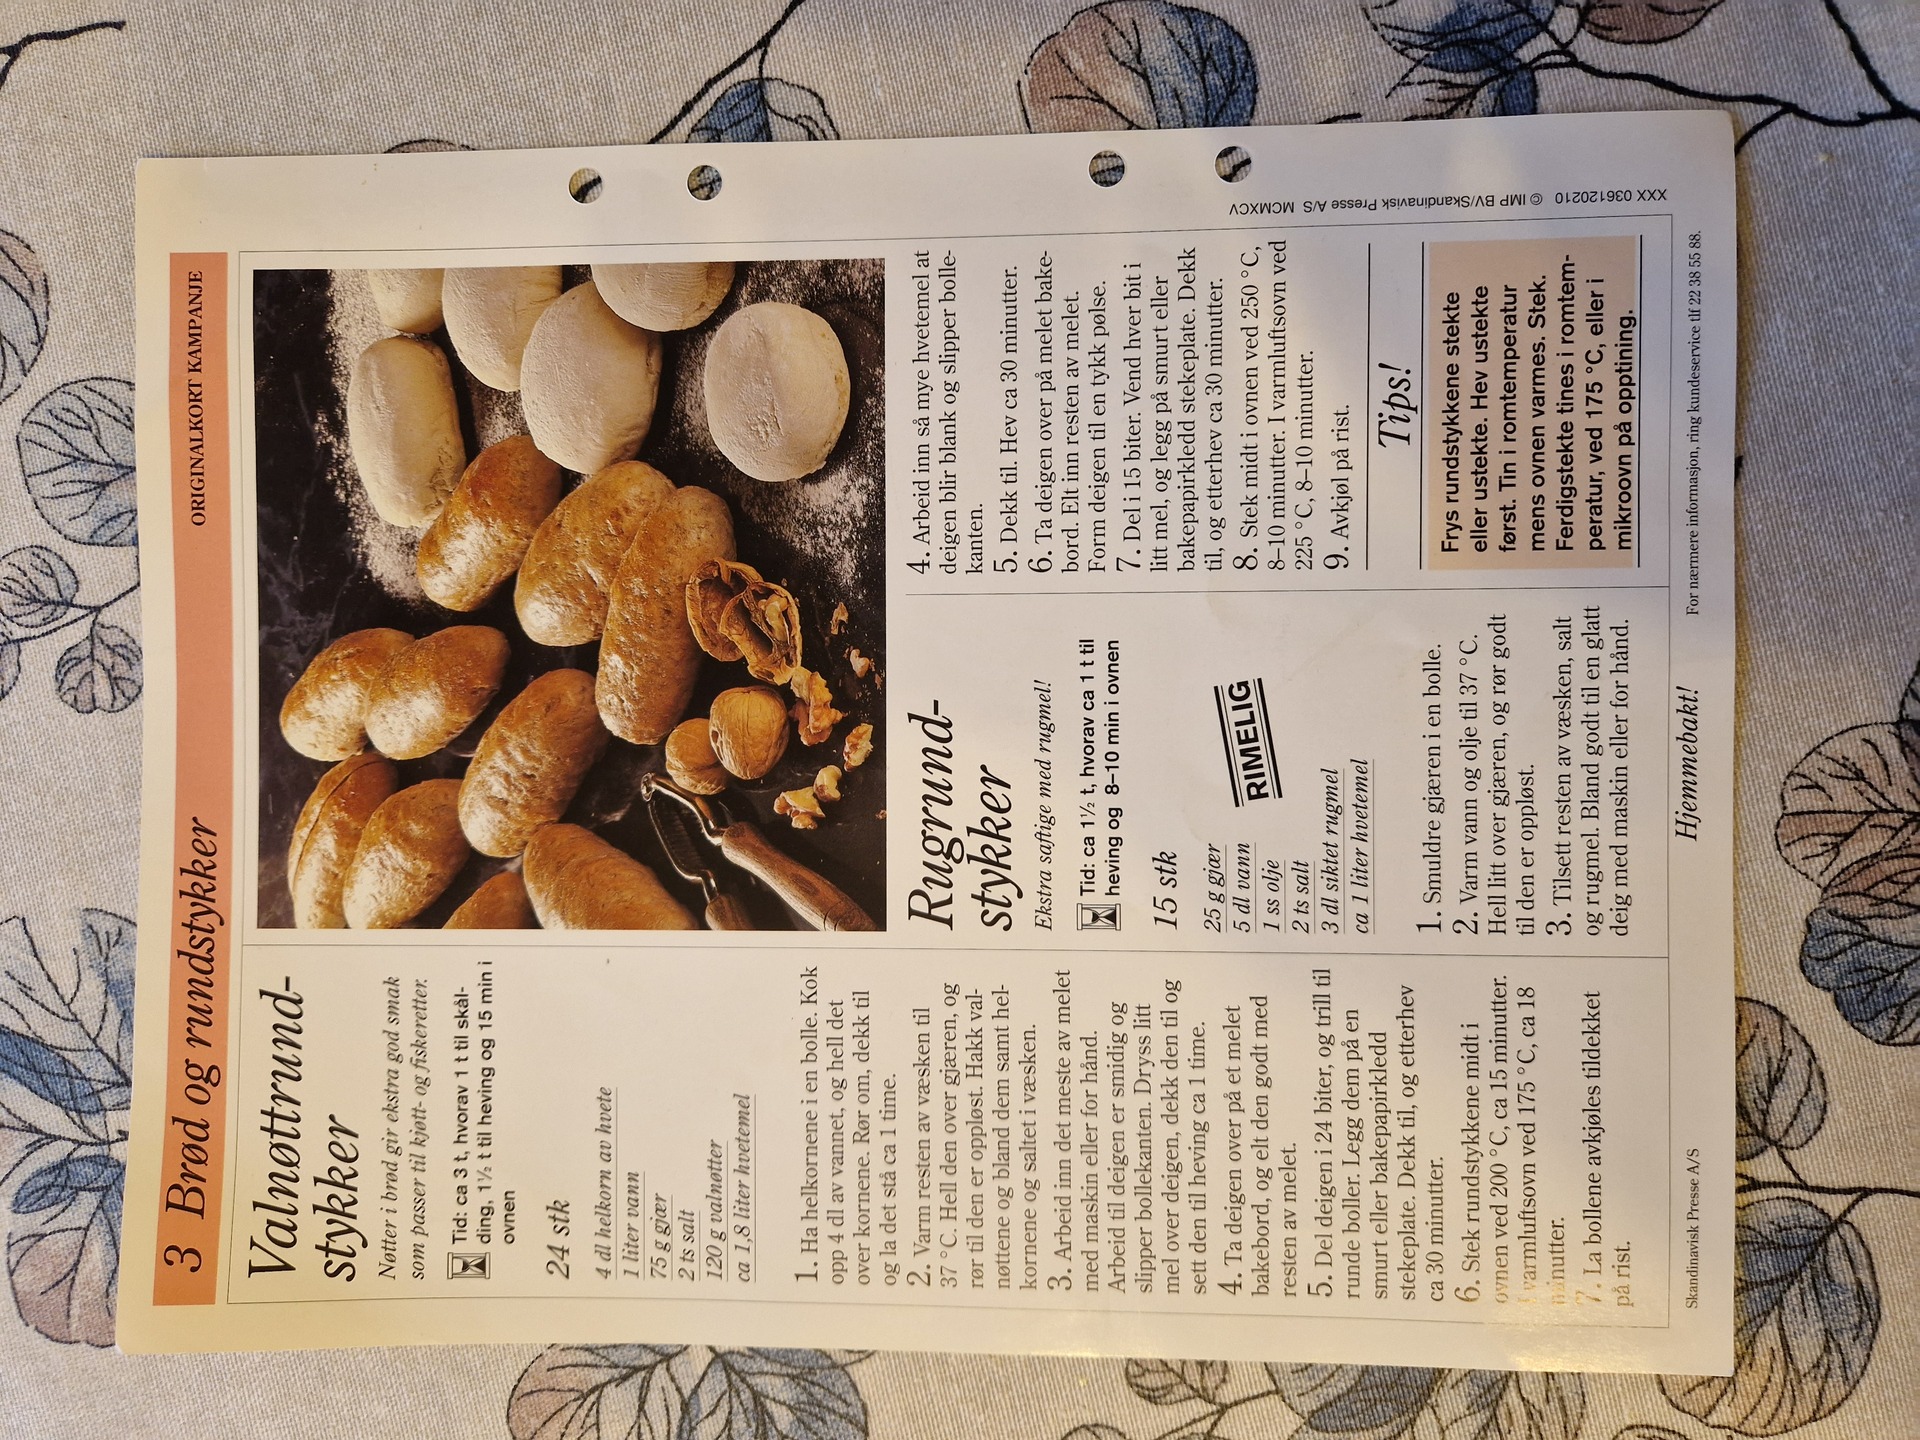 3 Brød og rundstykker
ORIGINALKORT KAMPANJE
Valnøttrund-
stykker
Nøtter i brød gir ekstra god smak
som passer til kjøtt- og fiskeretter.
Tid: ca 3 t, hvorav 1 t til skål-
ding, 1½ t til heving og 15 min i
ovnen
24 stk
4 dl helkorn av hvete
1 liter vann
75 g gjær
2 ts salt
120 g valnøtter
ca 1,8 liter hvetemel
1. Ha helkornene i en bolle. Kok
opp 4 dl av vannet, og hell det
over kornene. Rør om, dekk til
og la det stå ca 1 time.
2. Varm resten av væsken til
37 °C. Hell den over gjæren, og
rør til den er oppløst. Hakk val-
nøttene og bland dem samt hel-
kornene og saltet i væsken.
3. Arbeid inn det meste av melet
med maskin eller for hånd.
Arbeid til deigen er smidig og
slipper bollekanten. Dryss litt
mel over deigen, dekk den til og
sett den til heving ca 1 time.
4. Ta deigen over på et melet
bakebord, og elt den godt med
resten av melet.
5. Del deigen i 24 biter, og trill til
runde boller. Legg dem på en
smurt eller bakepapirkledd
stekeplate. Dekk til, og etterhev
ca 30 minutter.
6. Stek rundstykkene midt i
ovnen ved 200 °C, ca 15 minutter.
I varmluftsovn ved 175 °C, ca 18
minutter.
7. La bollene avkjøles tildekket
på rist.
Rugrund-
stykker
Ekstra saftige med rugmel!
Tid: ca 1½ t, hvorav ca 1 t til
heving og 8–10 min i ovnen
15 stk
25 g gjær
5 dl vann
1 ss olje
2 ts salt
3 dl siktet rugmel
ca 1 liter hvetemel
RIMELIG
1. Smuldre gjæren i en bolle.
2. Varm vann og olje til 37 °C.
Hell litt over gjæren, og rør godt
til den er oppløst.
3. Tilsett resten av væsken, salt
og rugmel. Bland godt til en glatt
deig med maskin eller for hånd.
4. Arbeid inn så mye hvetemel at
deigen blir blank og slipper bolle-
kanten.
5. Dekk til. Hev ca 30 minutter.
6. Ta deigen over på melet bake-
bord. Elt inn resten av melet.
Form deigen til en tykk pølse.
7. Del i 15 biter. Vend hver bit i
litt mel, og legg på smurt eller
bakepapirkledd stekeplate. Dekk
til, og etterhev ca 30 minutter.
8. Stek midt i ovnen ved 250 °C,
8–10 minutter. I varmluftsovn ved
225 °C, 8–10 minutter.
9. Avkjøl på rist.
Tips!
Frys rundstykkene stekte
eller ustekte. Hev ustekte
først. Tin i romtemperatur
mens ovnen varmes. Stek.
Ferdigstekte tines i romtem-
peratur, ved 175 °C, eller i
mikroovn på opptining.
XXX 036120210 © IMP BV/Skandinavisk Presse A/S MCMXCV
Skandinavisk Presse A/S
Hjemmebakt!
For nærmere informasjon, ring kundeservice tlf 22 38 55 88.